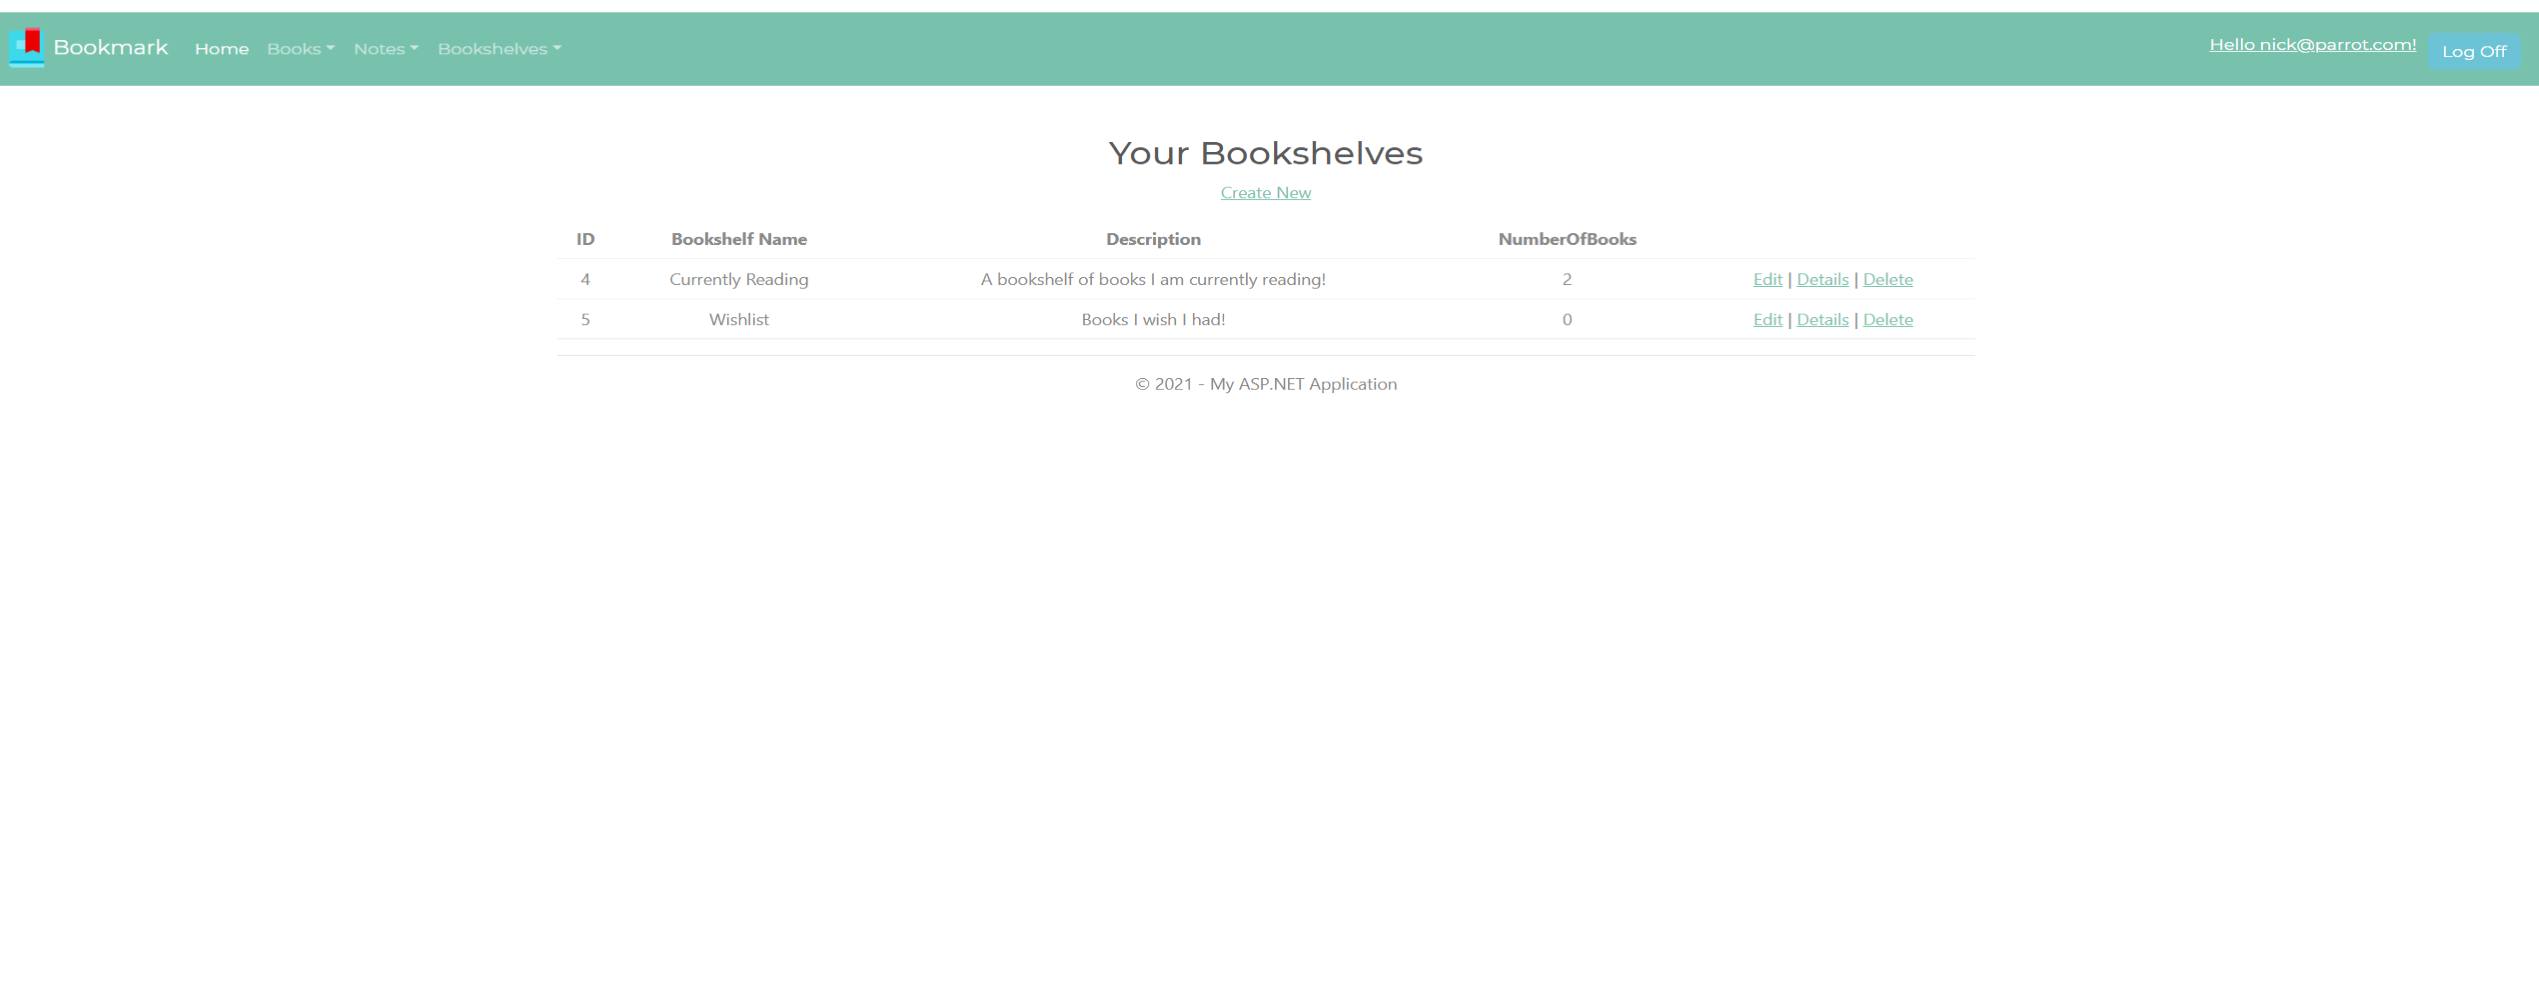 Bookmark Home Books Notes Bookshelves Hello nick@parrot.com! Log Off
Your Bookshelves
Create New
ID Bookshelf Name Description NumberOfBooks
4 Currently Reading A bookshelf of books I am currently reading! 2 Edit | Details | Delete
5 Wishlist Books I wish I had! 0 Edit | Details | Delete
© 2021 - My ASP.NET Application